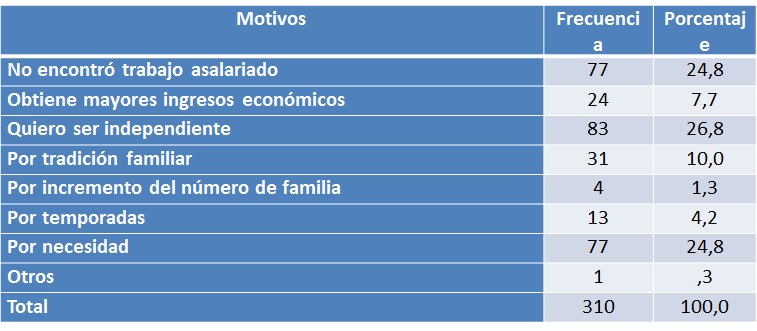 Motivos Frecuenci Porcentaj
a e
No encontró trabajo asalariado 77 24,8
Obtiene mayores ingresos económicos 24 7,7
Quiero ser independiente 83 26,8
Por tradición familiar 31 10,0
Por incremento del número de familia 4 1,3
Por temporadas 13 4,2
Por necesidad 77 24,8
Otros 1 ,3
Total 310 100,0